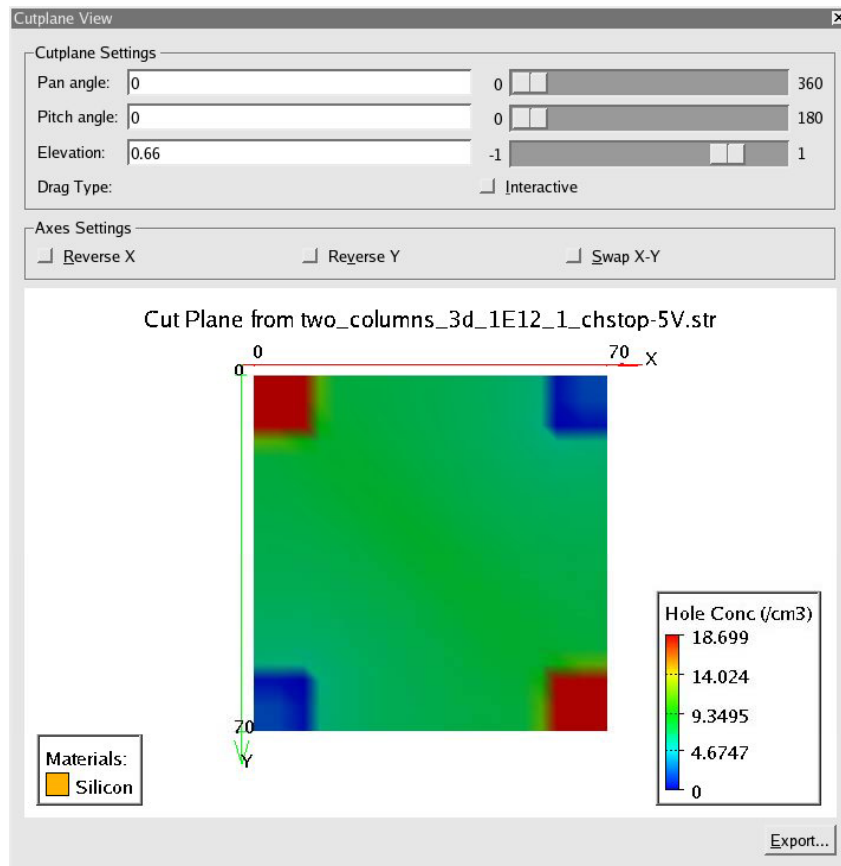 Cutplane View
Cutplane Settings
Pan angle: 0 0 360
Pitch angle: 0 0 180
Elevation: 0.66 -1 1
Drag Type: Interactive
Axes Settings
Reverse X Reverse Y Swap X-Y
Cut Plane from two_columns_3d_1E12_1_chstop-5V.str
0 70 X
0
70
Y
Hole Conc (/cm3)
18.699
14.024
9.3495
4.6747
0
Materials:
Silicon
Export...